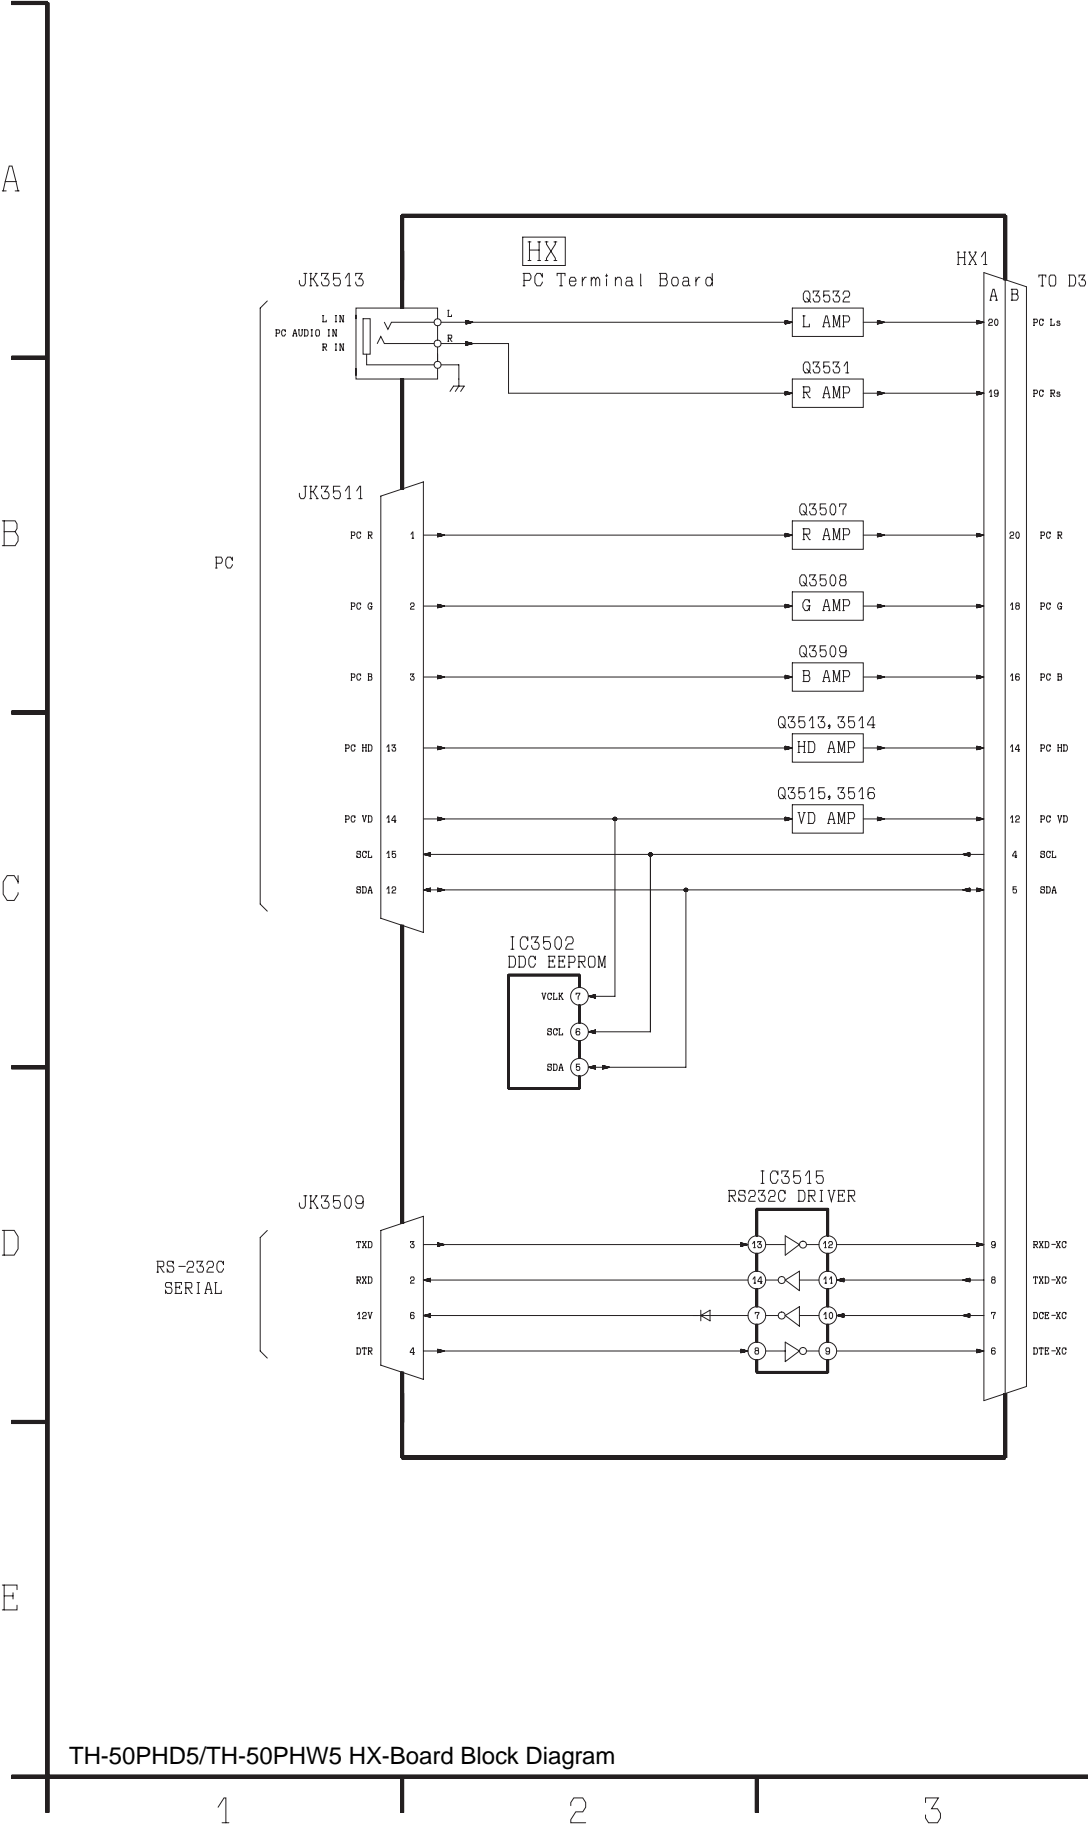 A
HX
PC Terminal Board
HX1
TO D3
JK3513
A B
L IN
PC AUDIO IN
R IN
L
R
Q3532
L AMP
20
PC Ls
Q3531
R AMP
19
PC Rs
B
PC
JK3511
PC R
1
Q3507
R AMP
20
PC R
PC G
2
Q3508
G AMP
18
PC G
PC B
3
Q3509
B AMP
16
PC B
PC HD
13
Q3513, 3514
HD AMP
14
PC HD
PC VD
14
Q3515, 3516
VD AMP
12
PC VD
SCL
15
4
SCL
C
SDA
12
5
SDA
IC3502
DDC EEPROM
VCLK 7
SCL 6
SDA 5
D
RS-232C
SERIAL
JK3509
IC3515
RS232C DRIVER
TXD
3
13
12
9
RXD-XC
RXD
2
14
11
8
TXD-XC
12V
6
7
10
7
DCE-XC
DTR
4
8
9
6
DTE-XC
E
TH-50PHD5/TH-50PHW5 HX-Board Block Diagram
1
2
3